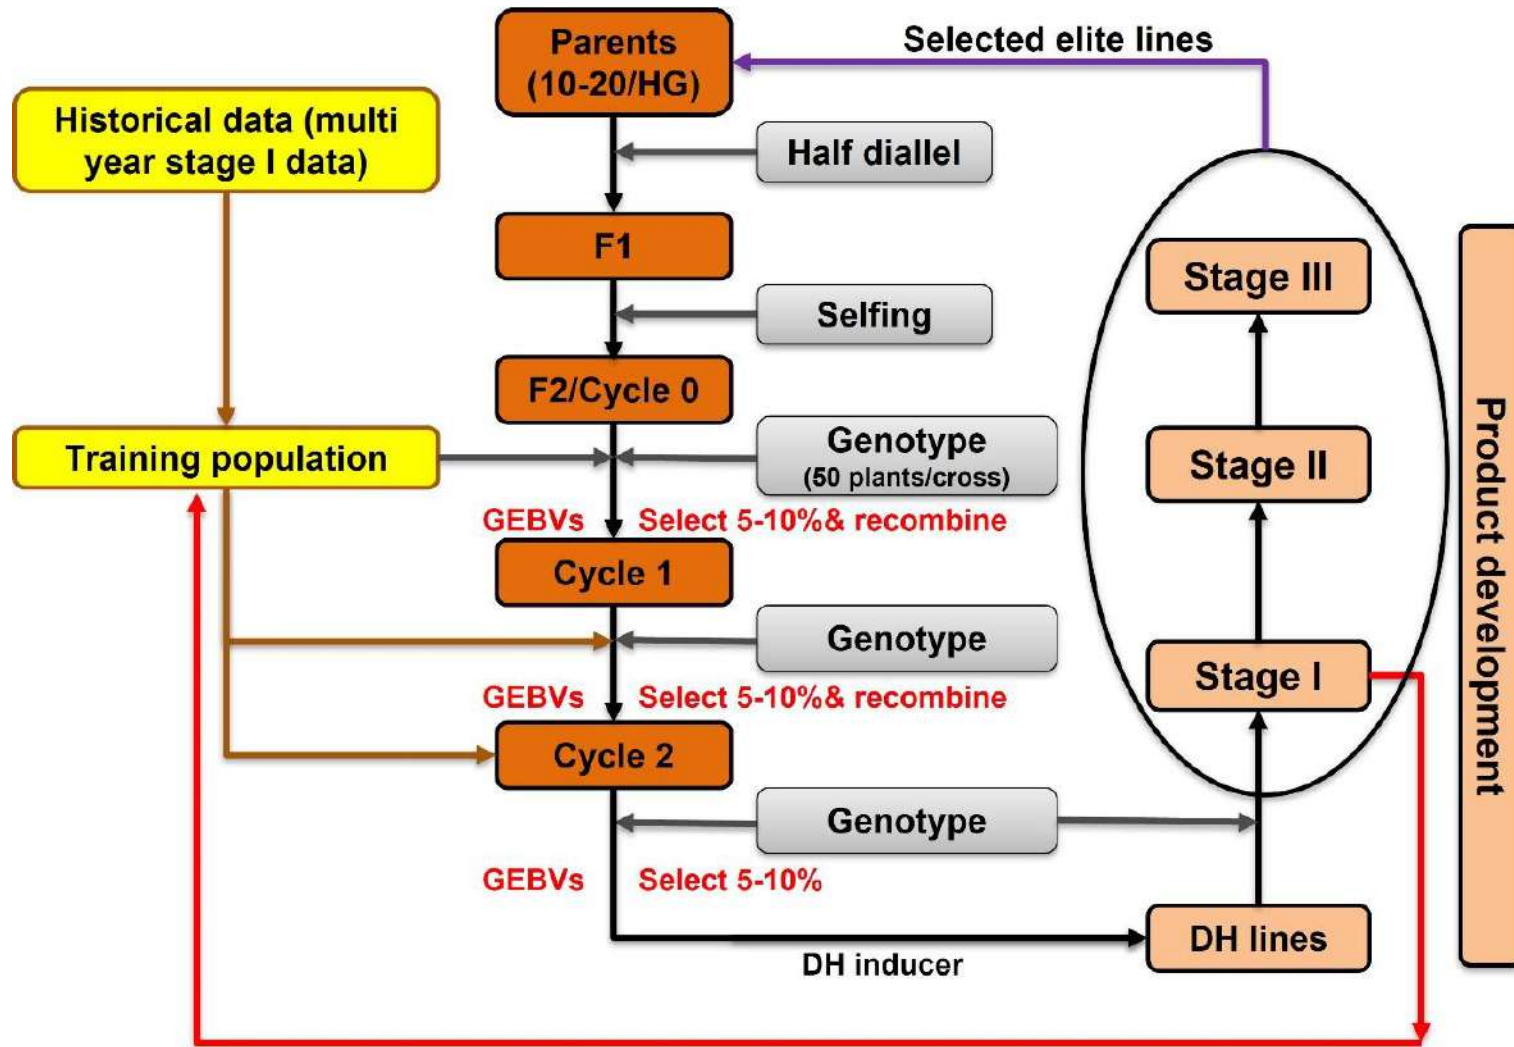 Parents
(10-20/HG)
Selected elite lines
Historical data (multi
year stage I data)
Half diallel
F1
Selfing
Stage III
F2/Cycle 0
Training population
Genotype
(50 plants/cross)
Stage II
GEBVs
Select 5-10%& recombine
Cycle 1
Genotype
Stage I
GEBVs
Select 5-10%& recombine
Cycle 2
Genotype
GEBVs
Select 5-10%
DH lines
DH inducer
Product development